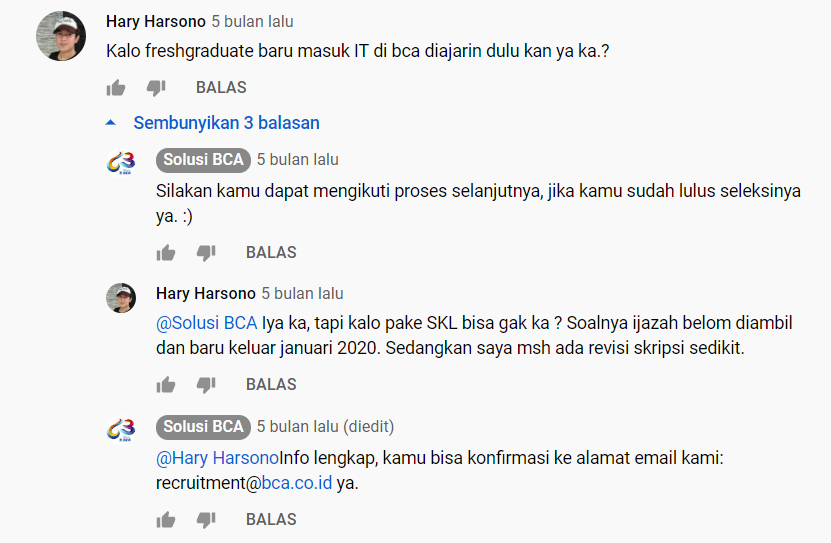 Hary Harsono 5 bulan lalu
Kalo freshgraduate baru masuk IT di bca diajarin dulu kan ya ka.?
BALAS
Sembunyikan 3 balasan
Solusi BCA 5 bulan lalu
Silakan kamu dapat mengikuti proses selanjutnya, jika kamu sudah lulus seleksinya
ya. :)
BALAS
Hary Harsono 5 bulan lalu
@Solusi BCA Iya ka, tapi kalo pake SKL bisa gak ka ? Soalnya ijazah belom diambil
dan baru keluar januari 2020. Sedangkan saya msh ada revisi skripsi sedikit.
BALAS
Solusi BCA 5 bulan lalu (diedit)
@Hary HarsonoInfo lengkap, kamu bisa konfirmasi ke alamat email kami:
recruitment@bca.co.id ya.
BALAS